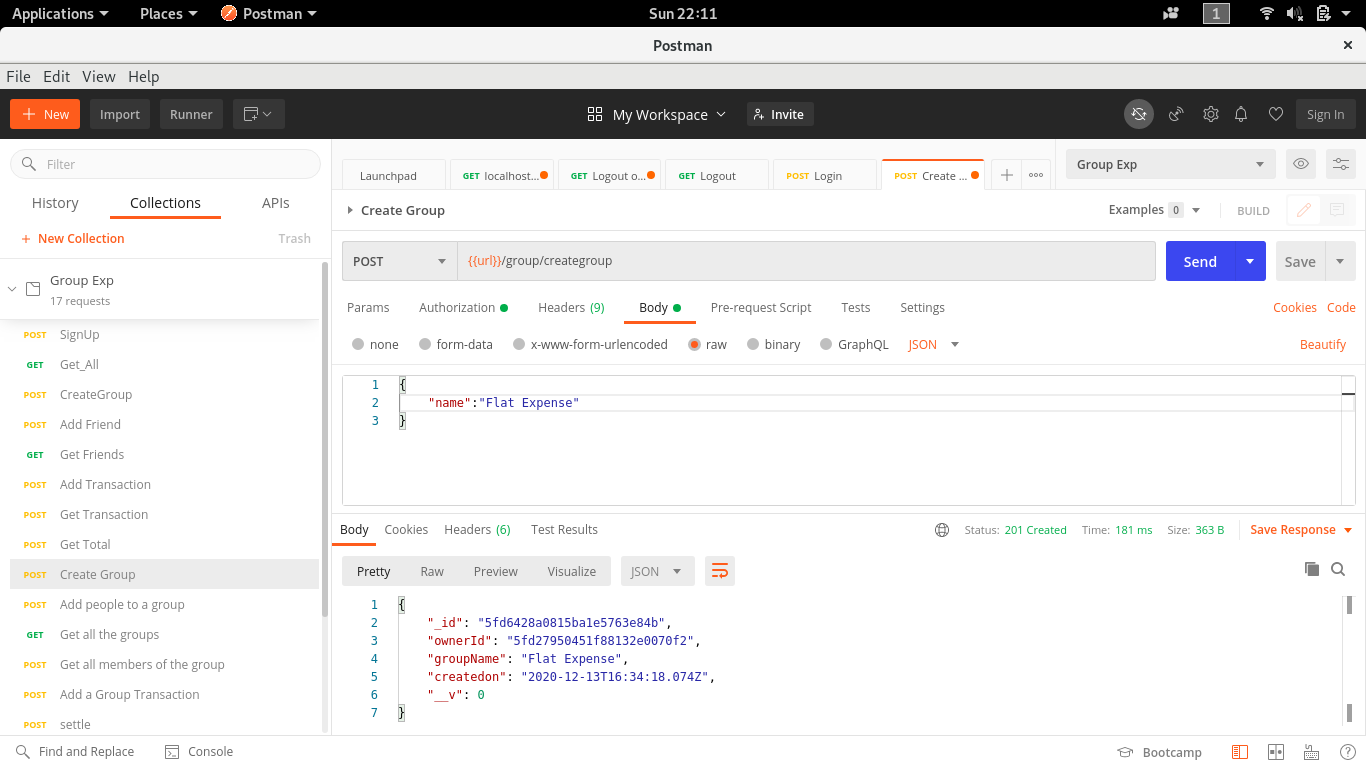 Applications Places Postman Sun 22:11 1
Postman
File Edit View Help
+ New Import Runner My Workspace Invite Sign In
Filter
History Collections APIs
+ New Collection Trash
Group Exp
17 requests
POST SignUp
GET Get_All
POST CreateGroup
POST Add Friend
GET Get Friends
POST Add Transaction
POST Get Transaction
POST Get Total
POST Create Group
POST Add people to a group
GET Get all the groups
POST Get all members of the group
POST Add a Group Transaction
POST settle
Launchpad GET localhost... GET Logout o... GET Logout POST Login POST Create ... + ooo Group Exp
Create Group Examples 0 BUILD
POST {{url}}/group/creategroup Send Save
Params Authorization Headers (9) Body Pre-request Script Tests Settings Cookies Code
none form-data x-www-form-urlencoded raw binary GraphQL JSON Beautify
1 {
2 "name":"Flat Expense"
3 }
Body Cookies Headers (6) Test Results Status: 201 Created Time: 181 ms Size: 363 B Save Response
Pretty Raw Preview Visualize JSON
1 {
2 "_id": "5fd6428a0815ba1e5763e84b",
3 "ownerId": "5fd27950451f88132e0070f2",
4 "groupName": "Flat Expense",
5 "createdon": "2020-12-13T16:34:18.074Z",
6 "__v": 0
7 }
Find and Replace Console Bootcamp ?